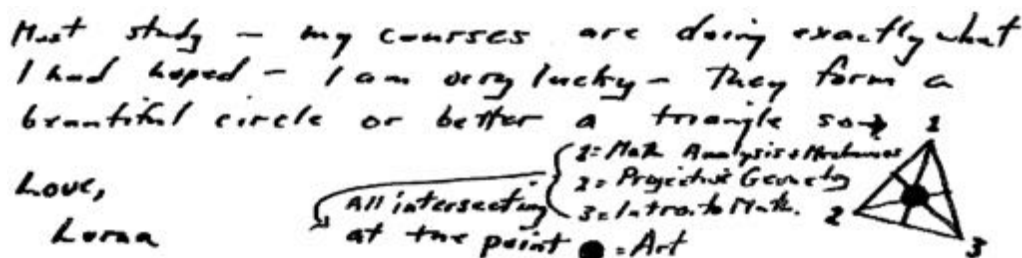 Must study – my courses are doing exactly what
I had hoped – I am very lucky – They form a
beautiful circle or better a triangle so→ 1
1= Math Analysis + Mechanics
2= Projective Geometry
3= Intro. to Math.
2
3
All intersecting
at the point ● = Art
Love,
Lorna